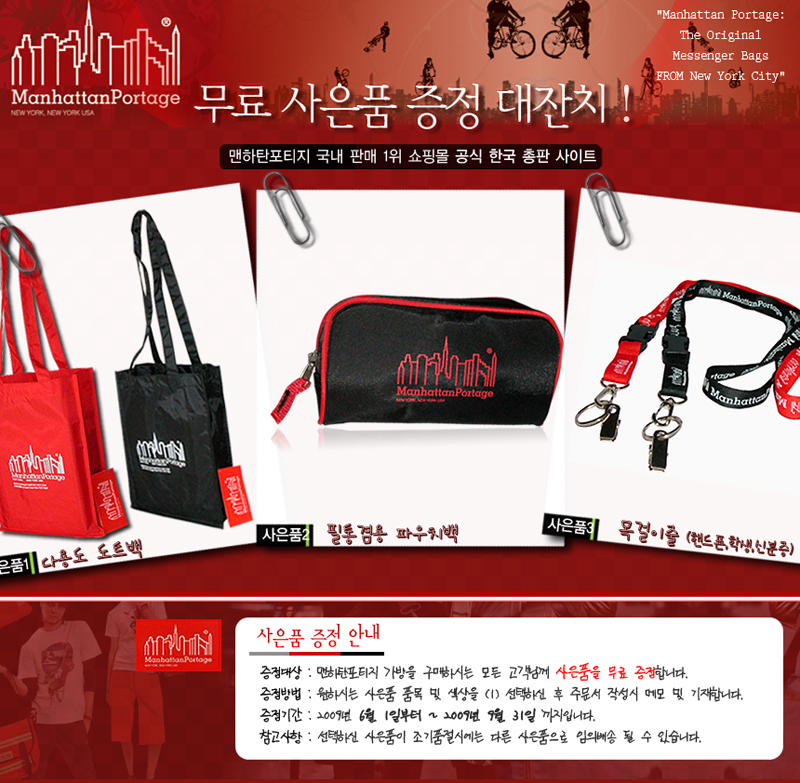 "Manhattan Portage:
The Original
Messenger Bags
FROM New York City"
®
ManhattanPortage
NEW YORK, NEW YORK USA
무료 사은품 증정 대잔치 !
맨하탄포티지 국내 판매 1위 쇼핑몰 공식 한국 총판 사이트
ManhattanPortage
ManhattanPortage
ManhattanPortage
NEW YORK, NEW YORK USA
ManhattanPortage
Manhattan
은품1 다용도 도트백
사은품2 필통겸용 파우치백
사은품3 목걸이줄 (핸드폰,학생,신분증)
ManhattanPortage
사은품 증정 안내
증정대상 : 맨하탄포티지 가방을 구매하시는 모든 고객님께 사은품을 무료 증정합니다.
증정방법 : 원하시는 사은품 품목 및 색상을 (1) 선택하신 후 주문서 작성시 메모 및 기재합니다.
증정기간 : 2009년 6월 1일부터 ~ 2009년 9월 31일 까지입니다.
참고사항 : 선택하신 사은품이 조기품절시에는 다른 사은품으로 임의배송 될 수 있습니다.